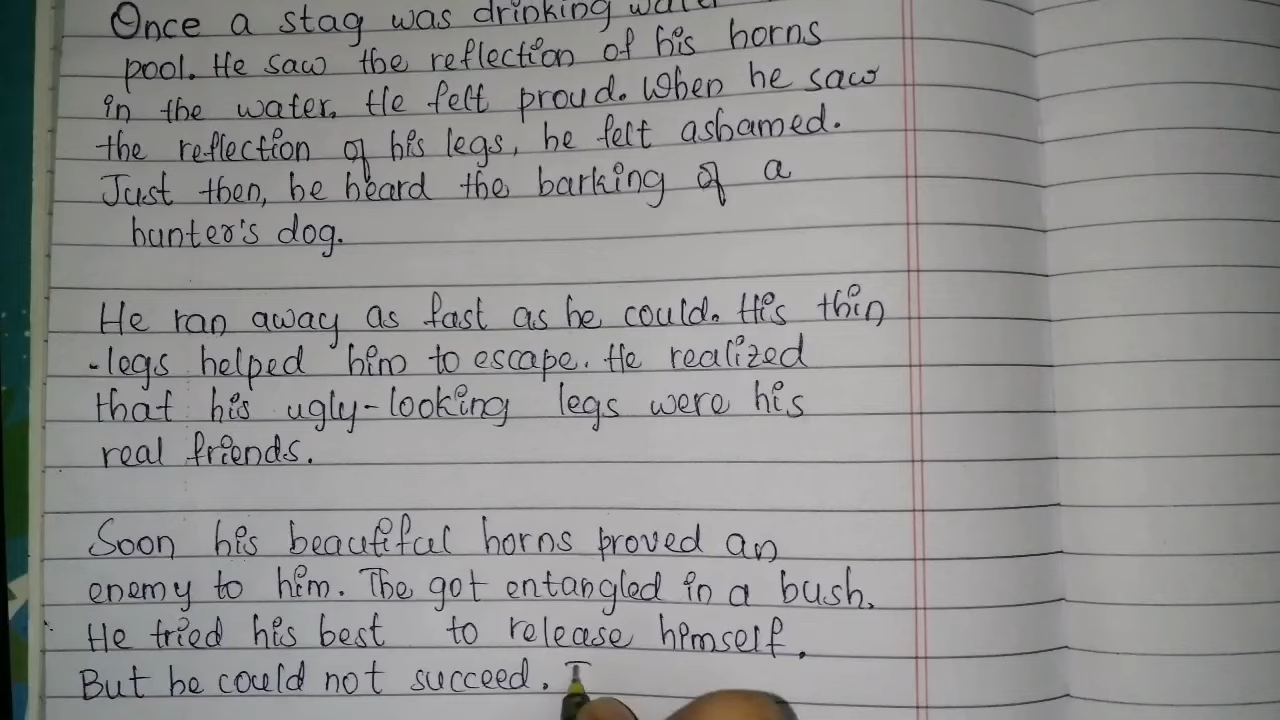 Once a stag was drinking water
pool. He saw the reflection of his horns
in the water. He felt proud. When he saw
the reflection of his legs, he felt ashamed.
Just then, he heard the barking of a
hunter's dog.
He ran away as fast as he could. His thin
-legs helped him to escape. He realized
that his ugly-looking legs were his
real friends.
Soon his beautiful horns proved an
enemy to him. The got entangled in a bush.
He tried his best to release himself.
But he could not succeed. T